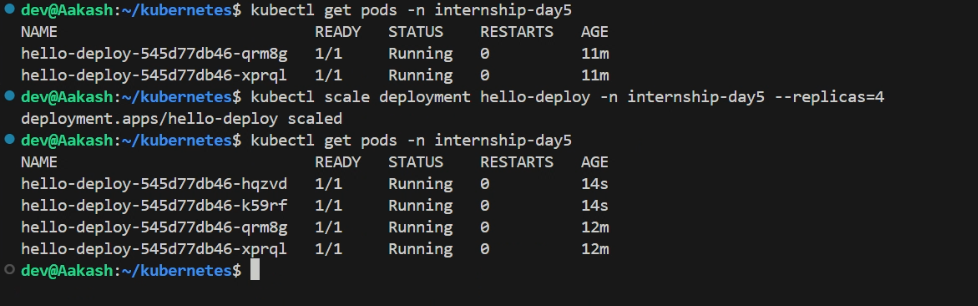 dev@Aakash:~/kubernetes$ kubectl get pods -n internship-day5
NAME                            READY   STATUS    RESTARTS   AGE
hello-deploy-545d77db46-qrm8g   1/1     Running   0          11m
hello-deploy-545d77db46-xprql   1/1     Running   0          11m
dev@Aakash:~/kubernetes$ kubectl scale deployment hello-deploy -n internship-day5 --replicas=4
deployment.apps/hello-deploy scaled
dev@Aakash:~/kubernetes$ kubectl get pods -n internship-day5
NAME                            READY   STATUS    RESTARTS   AGE
hello-deploy-545d77db46-hqzvd   1/1     Running   0          14s
hello-deploy-545d77db46-k59rf   1/1     Running   0          14s
hello-deploy-545d77db46-qrm8g   1/1     Running   0          12m
hello-deploy-545d77db46-xprql   1/1     Running   0          12m
dev@Aakash:~/kubernetes$